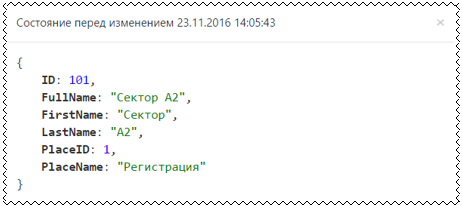 Состояние перед изменением 23.11.2016 14:05:43 ×
{
ID: 101,
FullName: "Сектор А2",
FirstName: "Сектор",
LastName: "А2",
PlaceID: 1,
PlaceName: "Регистрация"
}